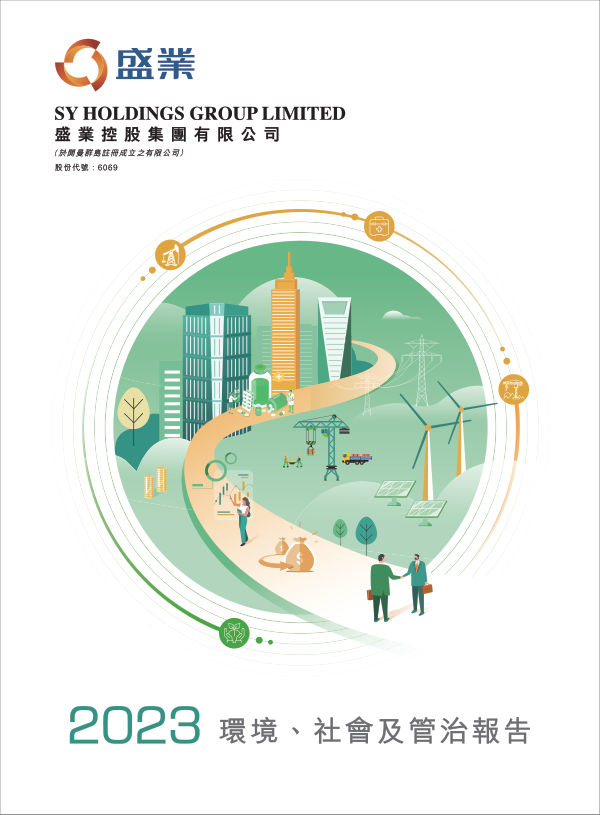 盛業
SY HOLDINGS GROUP LIMITED
盛業控股集團有限公司
(於開曼群島註冊成立之有限公司)
股份代號:6069
$
2023 環境、社會及管治報告